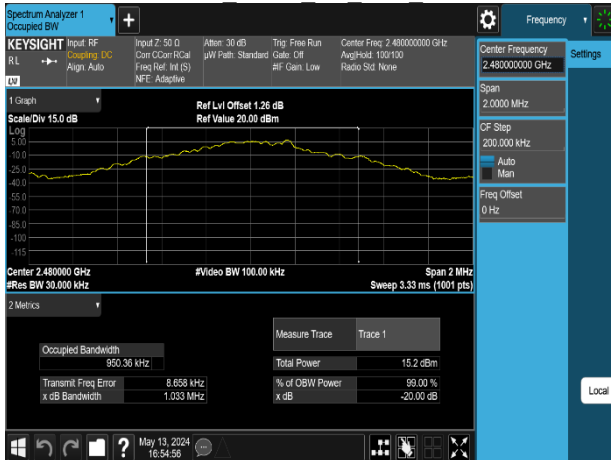 Spectrum Analyzer 1
Occupied BW
+
Frequency
KEYSIGHT
Input: RF
Coupling: DC
Align: Auto
RL
LXI
Input Z: 50 Ω
Corr CCorr RCal
Freq Ref: Int (S)
NFE: Adaptive
Atten: 30 dB
µW Path: Standard
Trig: Free Run
Gate: Off
#IF Gain: Low
Center Freq: 2.480000000 GHz
Avg|Hold: 100/100
Radio Std: None
Center Frequency
2.480000000 GHz
Settings
Span
2.0000 MHz
CF Step
200.000 kHz
Auto
Man
Freq Offset
0 Hz
Local
1 Graph
Scale/Div 15.0 dB
Ref Lvl Offset 1.26 dB
Ref Value 20.00 dBm
Log
5.00
-10.0
-25.0
-40.0
-55.0
-70.0
-85.0
-100
-115
Center 2.480000 GHz
#Res BW 30.000 kHz
#Video BW 100.00 kHz
Span 2 MHz
Sweep 3.33 ms (1001 pts)
2 Metrics
Measure Trace Trace 1
Occupied Bandwidth
950.36 kHz
Total Power 15.2 dBm
Transmit Freq Error 8.658 kHz
% of OBW Power 99.00 %
x dB Bandwidth 1.033 MHz
x dB -20.00 dB
?
May 13, 2024
16:54:56